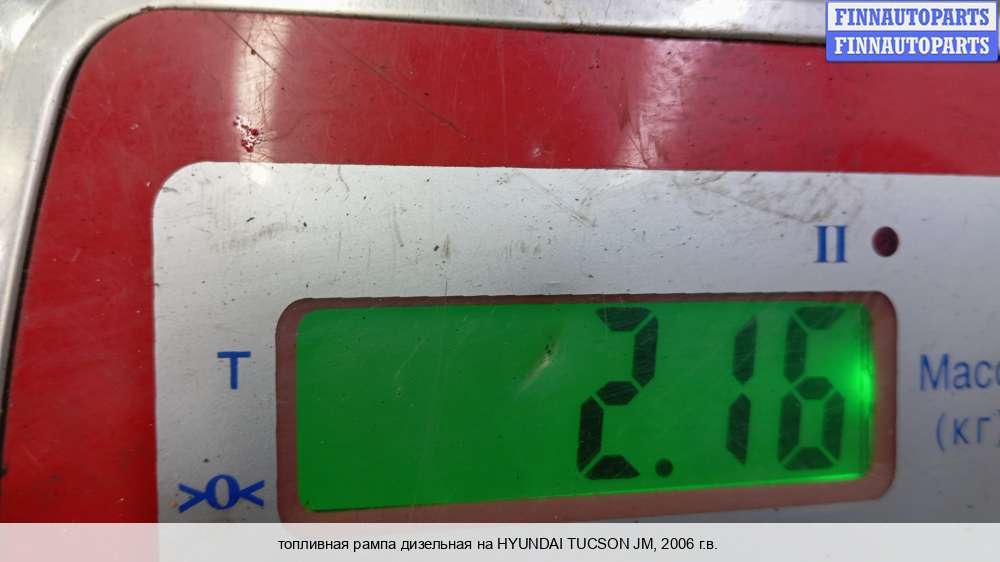 FINNAUTOPARTS
FINNAUTOPARTS
II
2.16
T
Масс
(кг)
>0<
топливная рампа дизельная на HYUNDAI TUCSON JM, 2006 г.в.